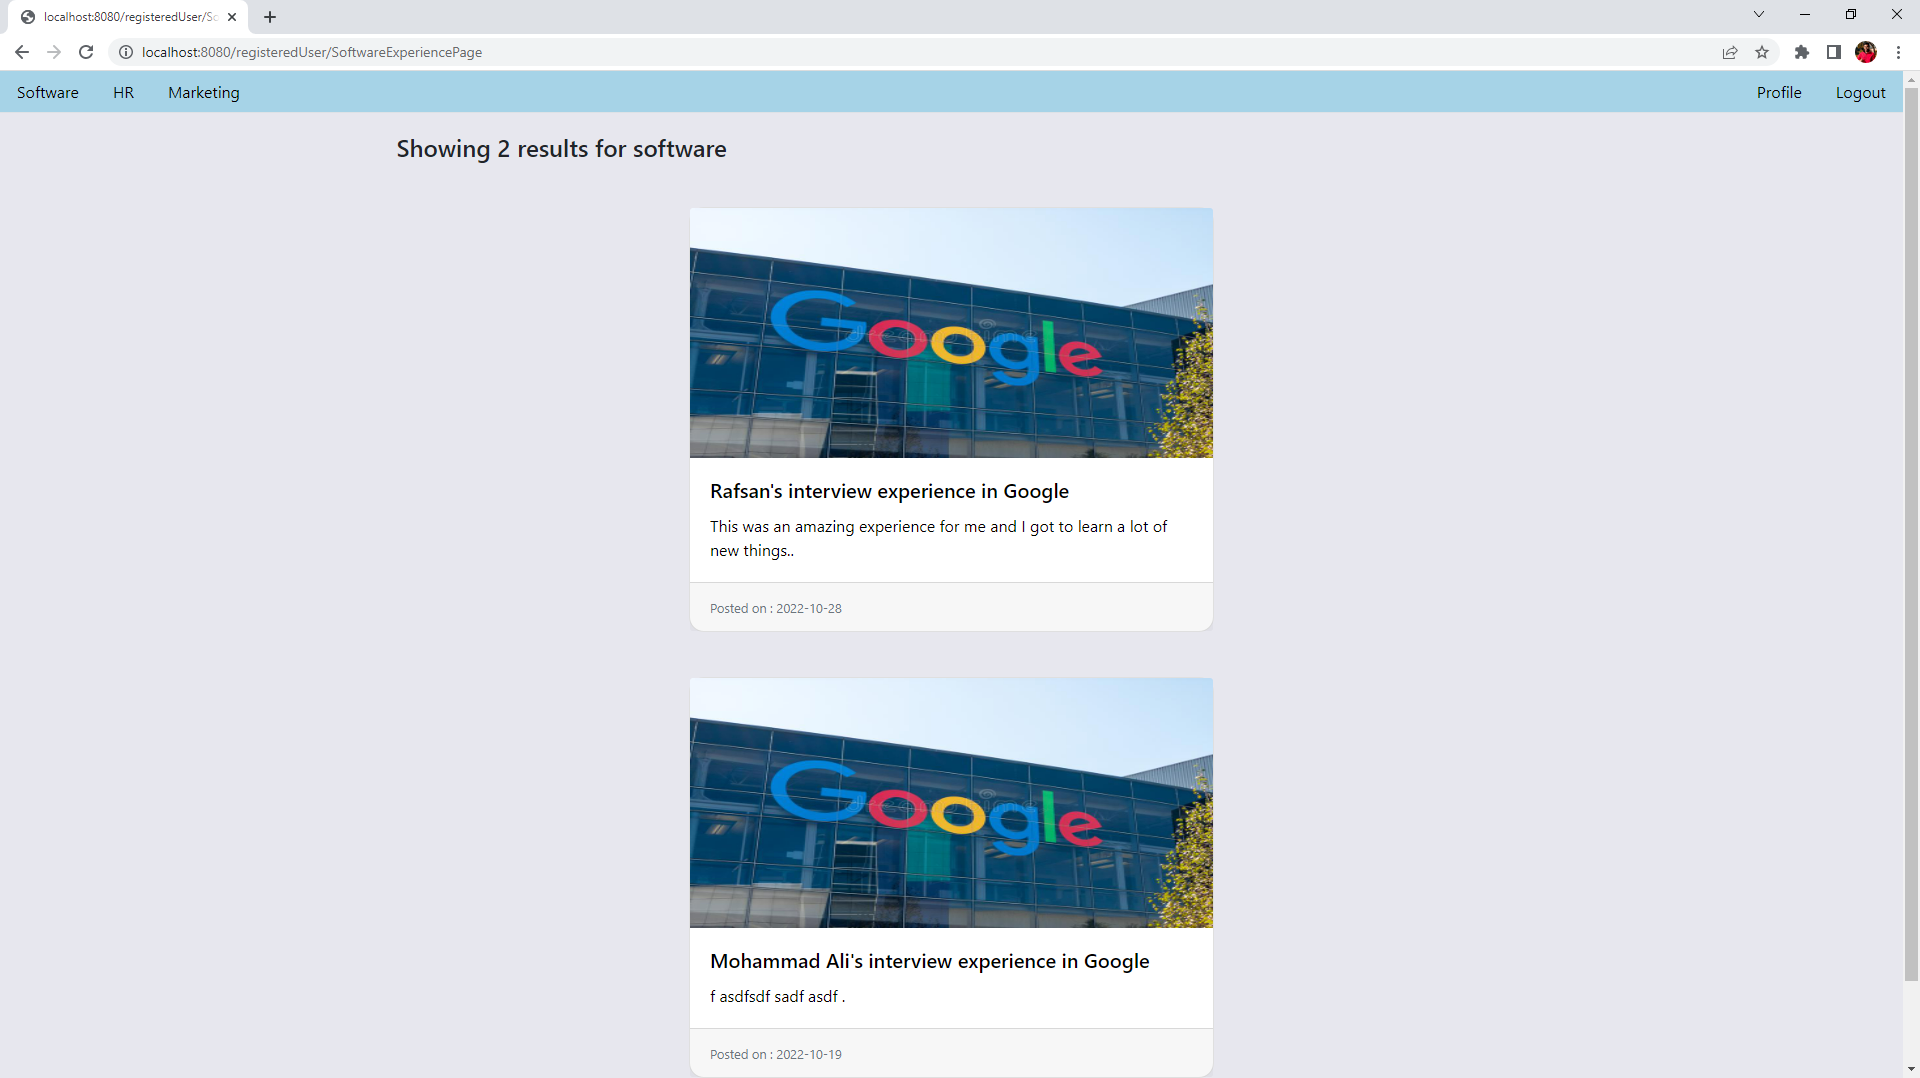 localhost:8080/registeredUser/So
localhost:8080/registeredUser/SoftwareExperiencePage
Software HR Marketing Profile Logout
Showing 2 results for software
Google
dreamstime
Rafsan's interview experience in Google
This was an amazing experience for me and I got to learn a lot of
new things..
Posted on : 2022-10-28
Google
dreamstime
Mohammad Ali's interview experience in Google
f asdfsdf sadf asdf .
Posted on : 2022-10-19